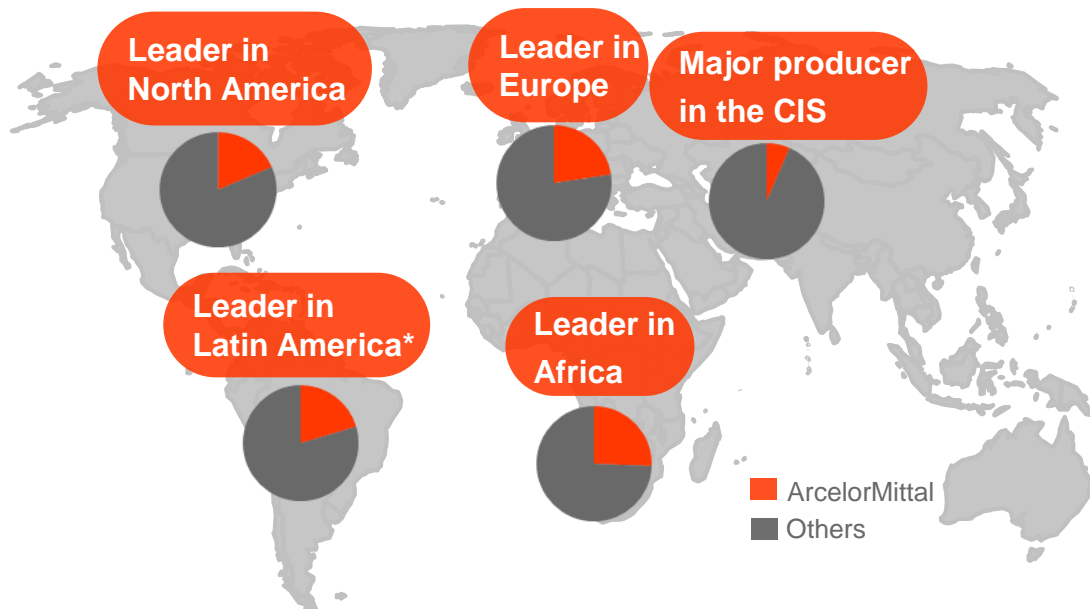 Leader in
North America
Leader in
Europe
Major producer
in the CIS
Leader in
Latin America*
Leader in
Africa
ArcelorMittal
Others